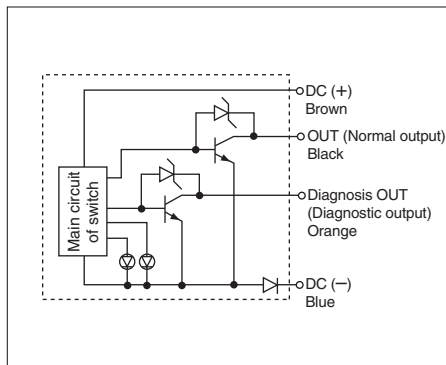 DC (+)
Brown
OUT (Normal output)
Black
Main circuit
of switch
Diagnosis OUT
(Diagnostic output)
Orange
DC (—)
Blue